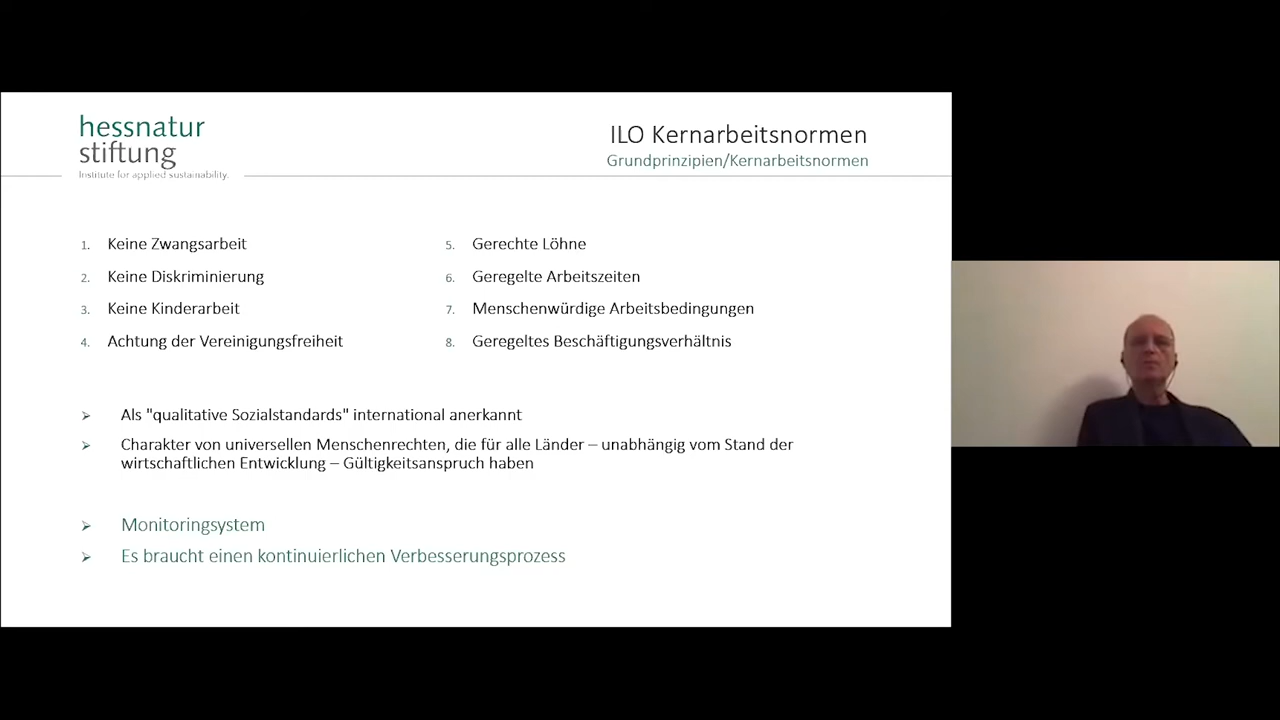 hessnatur
stiftung
Institute for applied sustainability.
ILO Kernarbeitsnormen
Grundprinzipien/Kernarbeitsnormen
1. Keine Zwangsarbeit
2. Keine Diskriminierung
3. Keine Kinderarbeit
4. Achtung der Vereinigungsfreiheit
5. Gerechte Löhne
6. Geregelte Arbeitszeiten
7. Menschenwürdige Arbeitsbedingungen
8. Geregeltes Beschäftigungsverhältnis
➢ Als "qualitative Sozialstandards" international anerkannt
➢ Charakter von universellen Menschenrechten, die für alle Länder – unabhängig vom Stand der
wirtschaftlichen Entwicklung – Gültigkeitsanspruch haben
➢ Monitoringsystem
➢ Es braucht einen kontinuierlichen Verbesserungsprozess